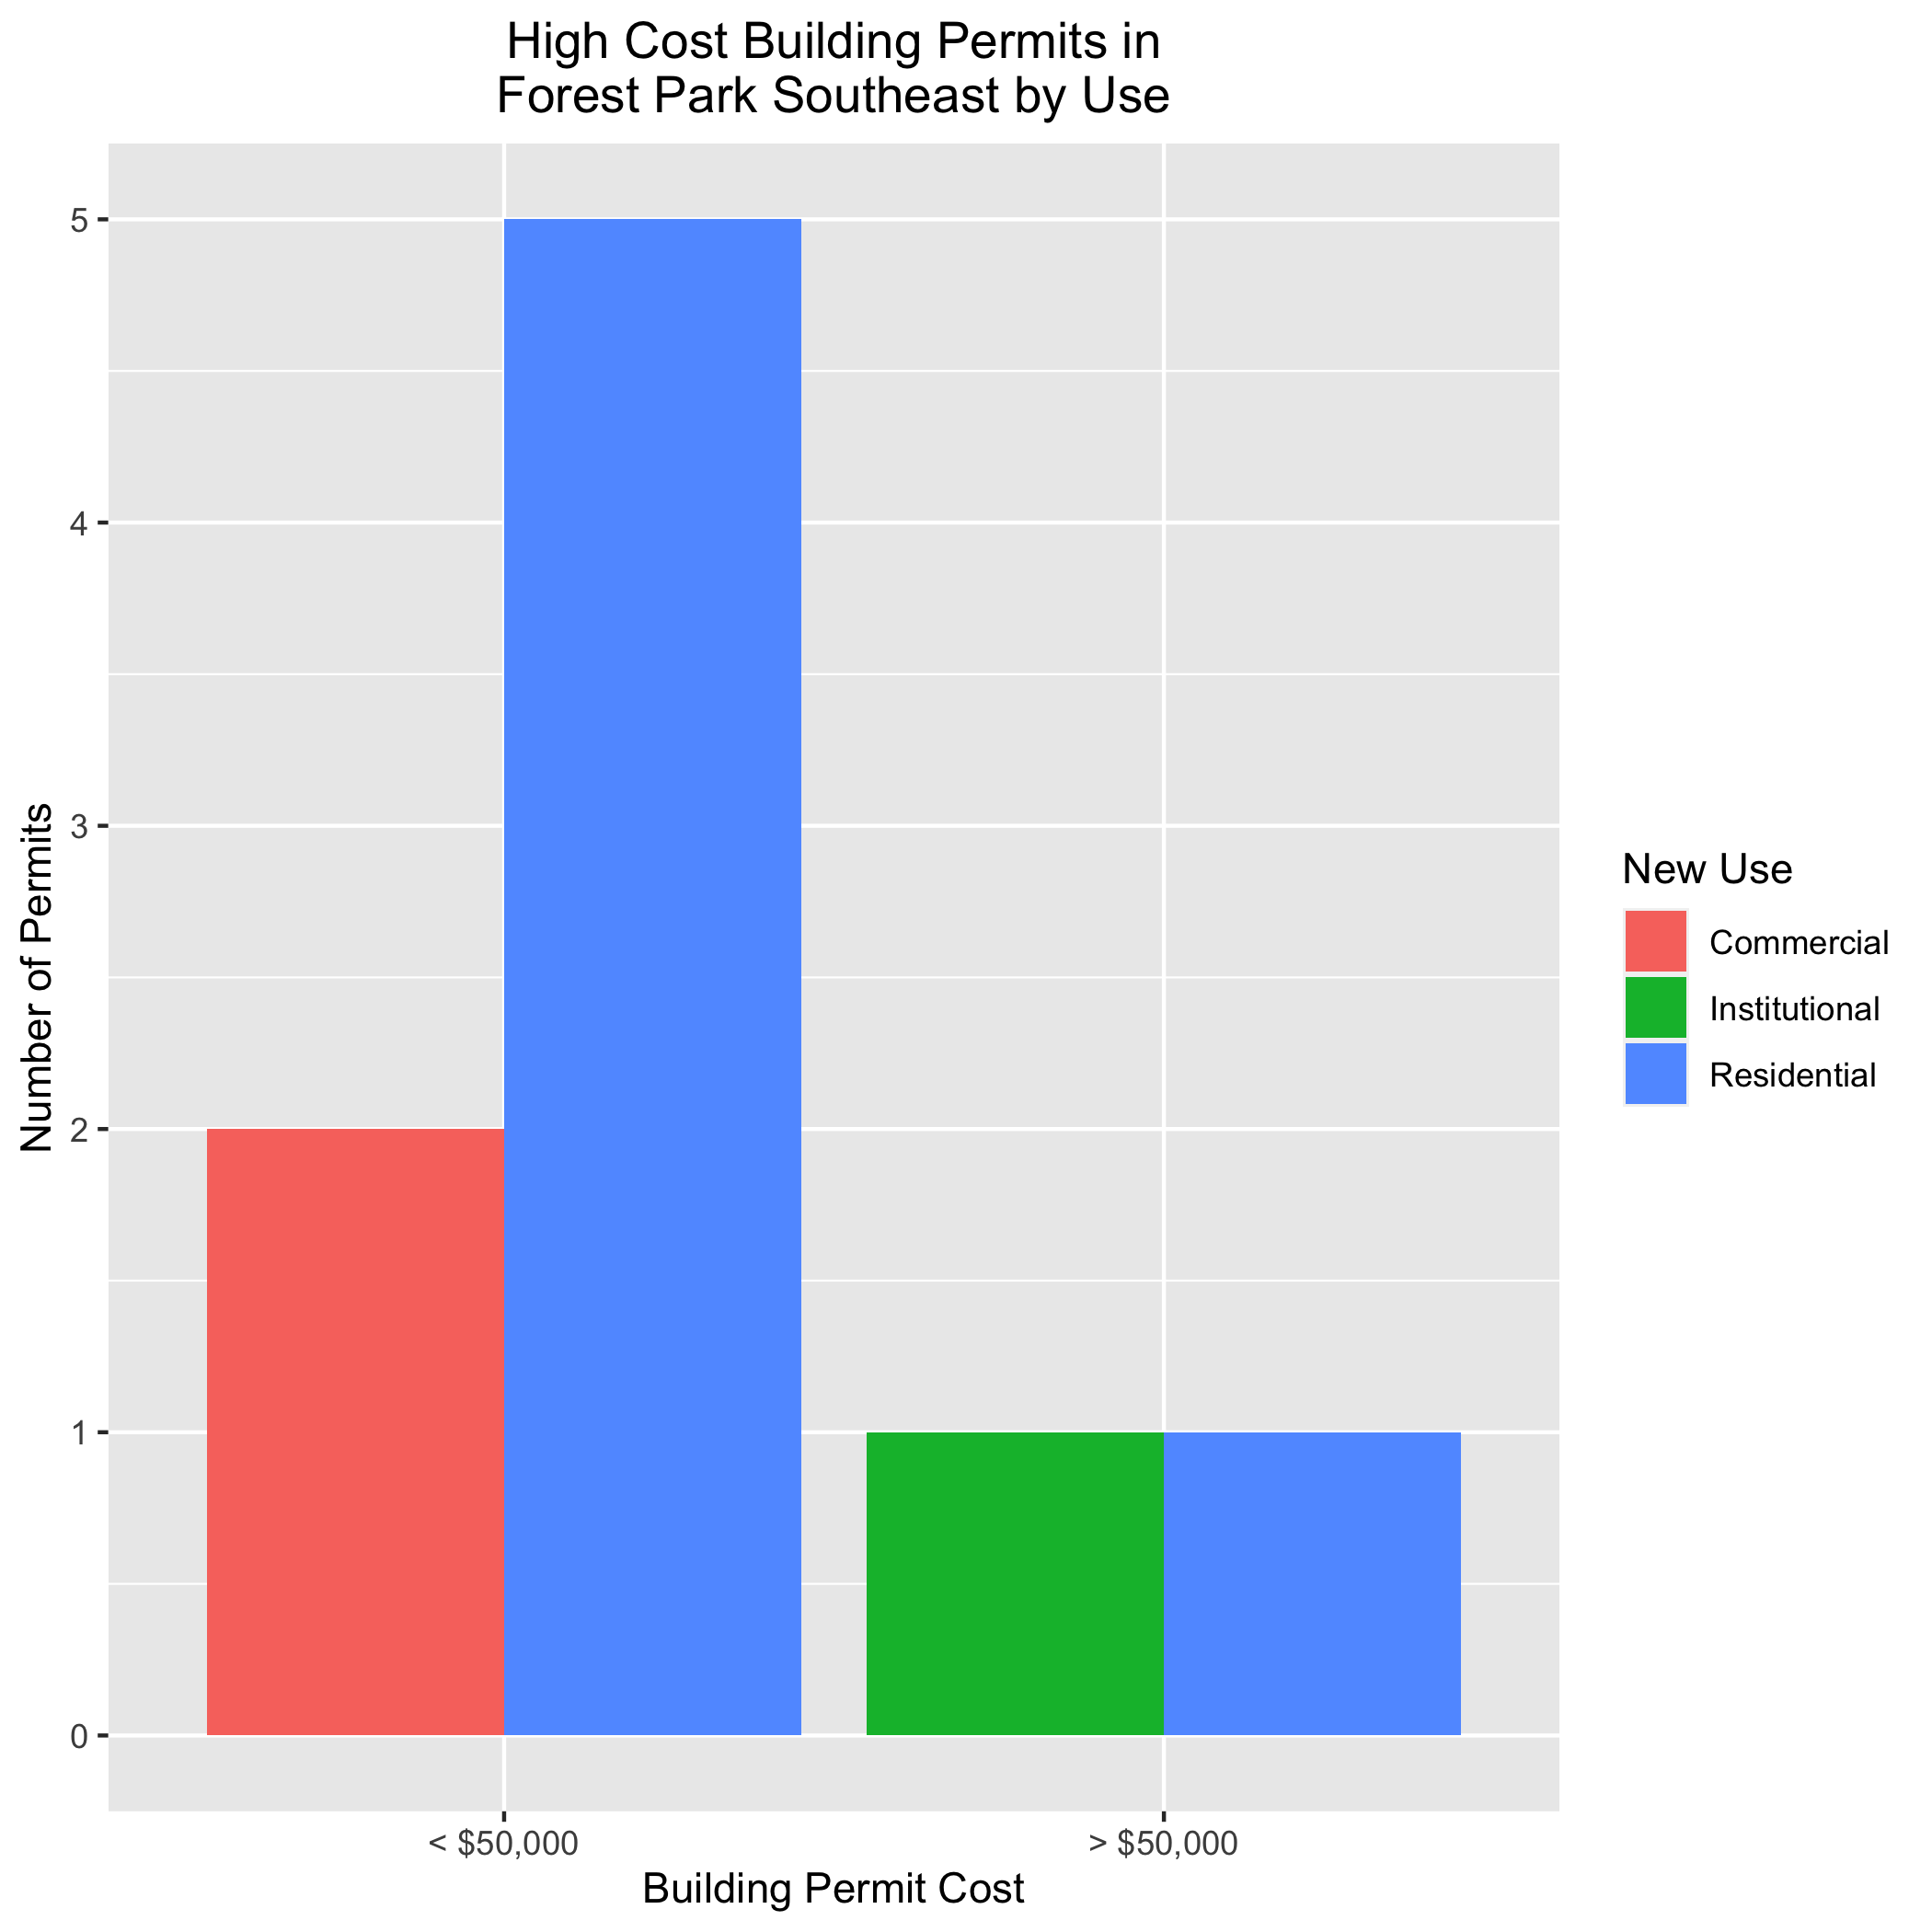 High Cost Building Permits in
Forest Park Southeast by Use
Number of Permits
5
4
3
2
1
0
< $50,000
> $50,000
Building Permit Cost
New Use
Commercial
Institutional
Residential